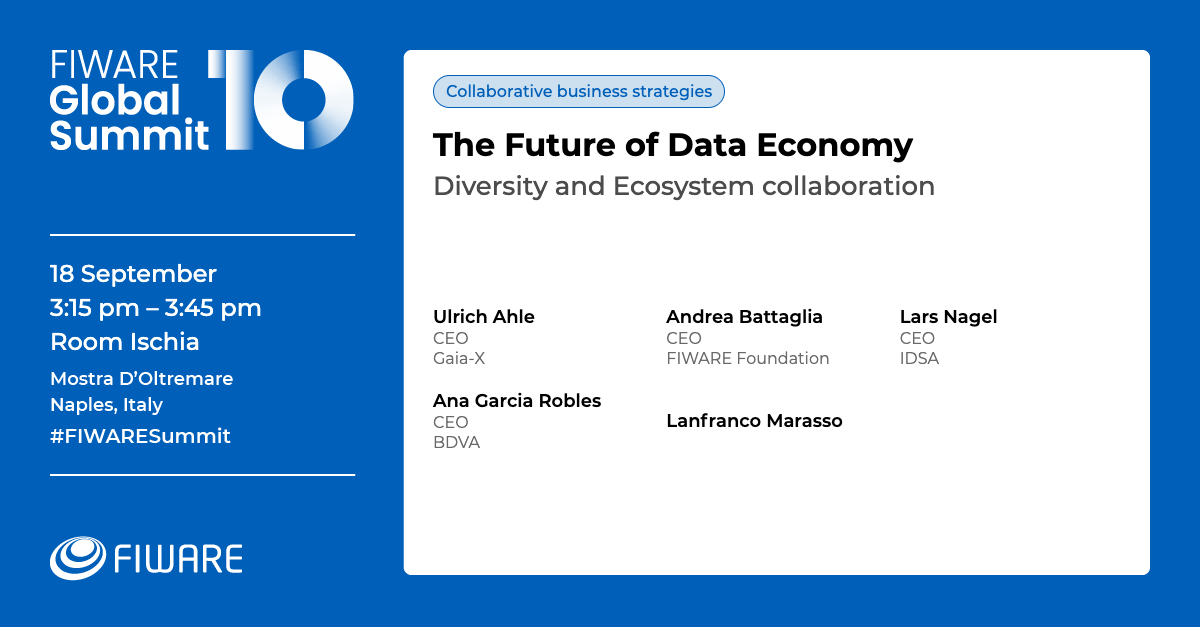 FIWARE
Global
Summit
10
18 September
3:15 pm – 3:45 pm
Room Ischia
Mostra D’Oltremare
Naples, Italy
#FIWARESummit
FIWARE
Collaborative business strategies
The Future of Data Economy
Diversity and Ecosystem collaboration
Ulrich Ahle
CEO
Gaia-X
Andrea Battaglia
CEO
FIWARE Foundation
Lars Nagel
CEO
IDSA
Ana Garcia Robles
CEO
BDVA
Lanfranco Marasso